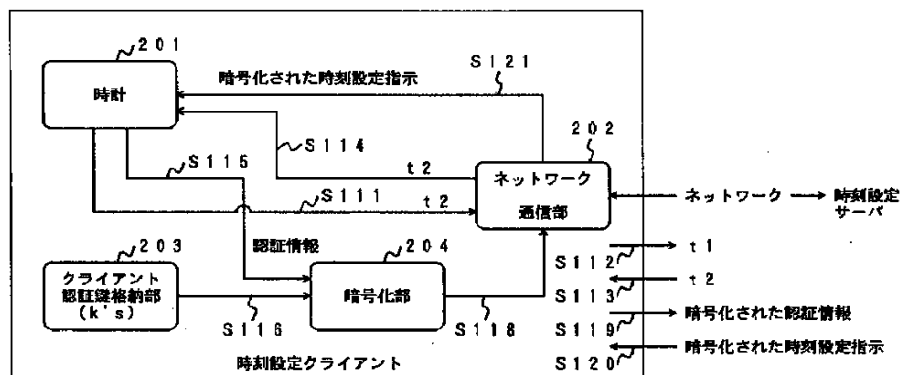 ２０１
Ｓ１２１
暗号化された時刻設定指示
時計
２０２
Ｓ１１４
Ｓ１１５
ｔ２
ネットワーク
通信部
Ｓ１１１
ｔ２
ネットワーク
時刻設定
サーバ
２０３
認証情報
２０４
ｔ１
クライアント
認証鍵格納部
(k's)
暗号化部
Ｓ１１２
ｔ２
Ｓ１１３
Ｓ１１６
Ｓ１１８
Ｓ１１９
暗号化された認証情報
時刻設定クライアント
Ｓ１２０
暗号化された時刻設定指示